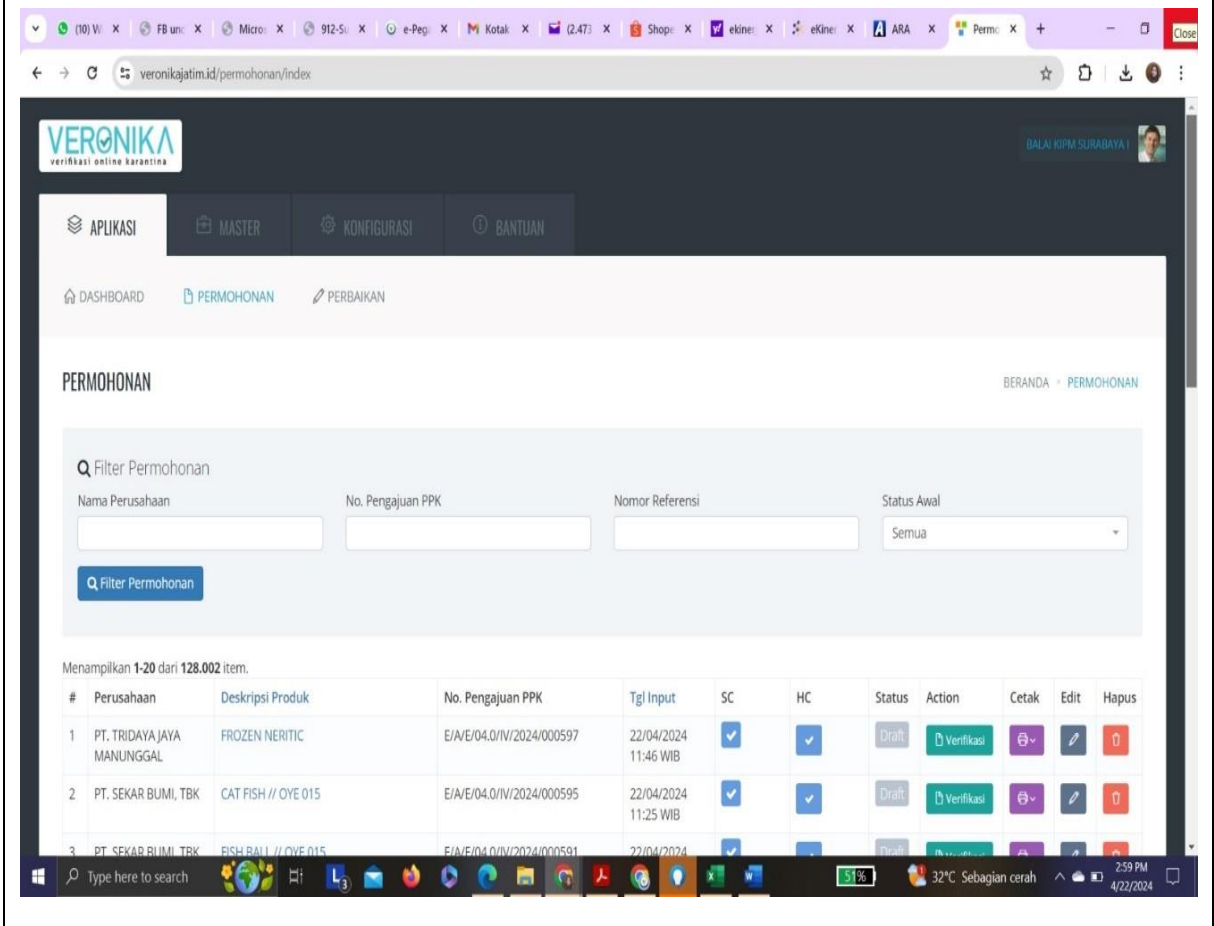 (10) W
FB unc
Micro:
912-Su
e-Pega
Kotak
(2.473
Shope
ekiner
eKine
ARA
Permo
Close
veronikajatim.id/permohonan/index
VERONIKA
verifikasi online karantina
BALAI KIPM SURABAYA I
APLIKASI
MASTER
KONFIGURASI
BANTUAN
DASHBOARD
PERMOHONAN
PERBAIKAN
PERMOHONAN
BERANDA
PERMOHONAN
Filter Permohonan
Nama Perusahaan
No. Pengajuan PPK
Nomor Referensi
Status Awal
Semua
Filter Permohonan
Menampilkan 1-20 dari 128.002 item.
# Perusahaan Deskripsi Produk No. Pengajuan PPK Tgl Input SC HC Status Action Cetak Edit Hapus
1 PT. TRIDAYA JAYA FROZEN NERITIC E/A/E/04.0/IV/2024/000597 22/04/2024 Draft Verifikasi
MANUNGGAL 11:46 WIB
2 PT. SEKAR BUMI, TBK CAT FISH // OYE 015 E/A/E/04.0/IV/2024/000595 22/04/2024 Draft Verifikasi
11:25 WIB
3 PT. SEKAR BUMI, TBK FISH BALL // OYE 015 E/A/E/04.0/IV/2024/000591 22/04/2024 Draft Verifikasi
Type here to search
51%
32°C Sebagian cerah
2:59 PM
4/22/2024